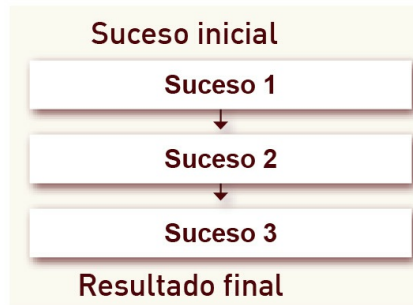 Suceso inicial
Suceso 1
Suceso 2
Suceso 3
Resultado final